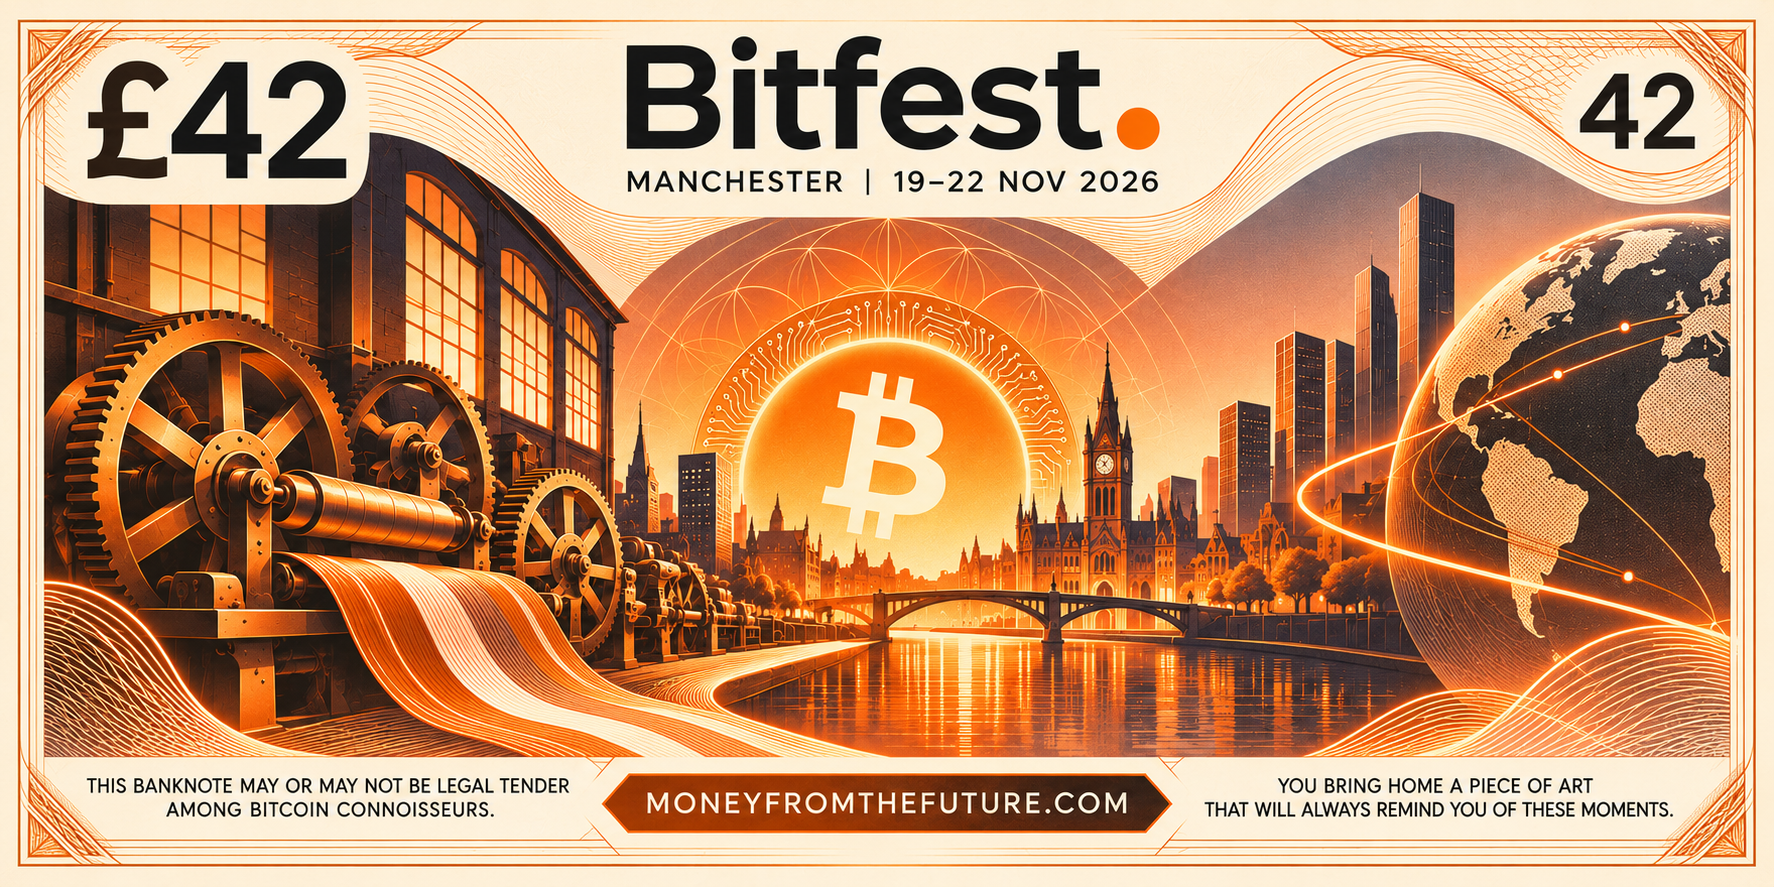 £42
Bitfest.
MANCHESTER | 19–22 NOV 2026
42
THIS BANKNOTE MAY OR MAY NOT BE LEGAL TENDER
AMONG BITCOIN CONNOISSEURS.
MONEYFROMTHEFUTURE.COM
YOU BRING HOME A PIECE OF ART
THAT WILL ALWAYS REMIND YOU OF THESE MOMENTS.